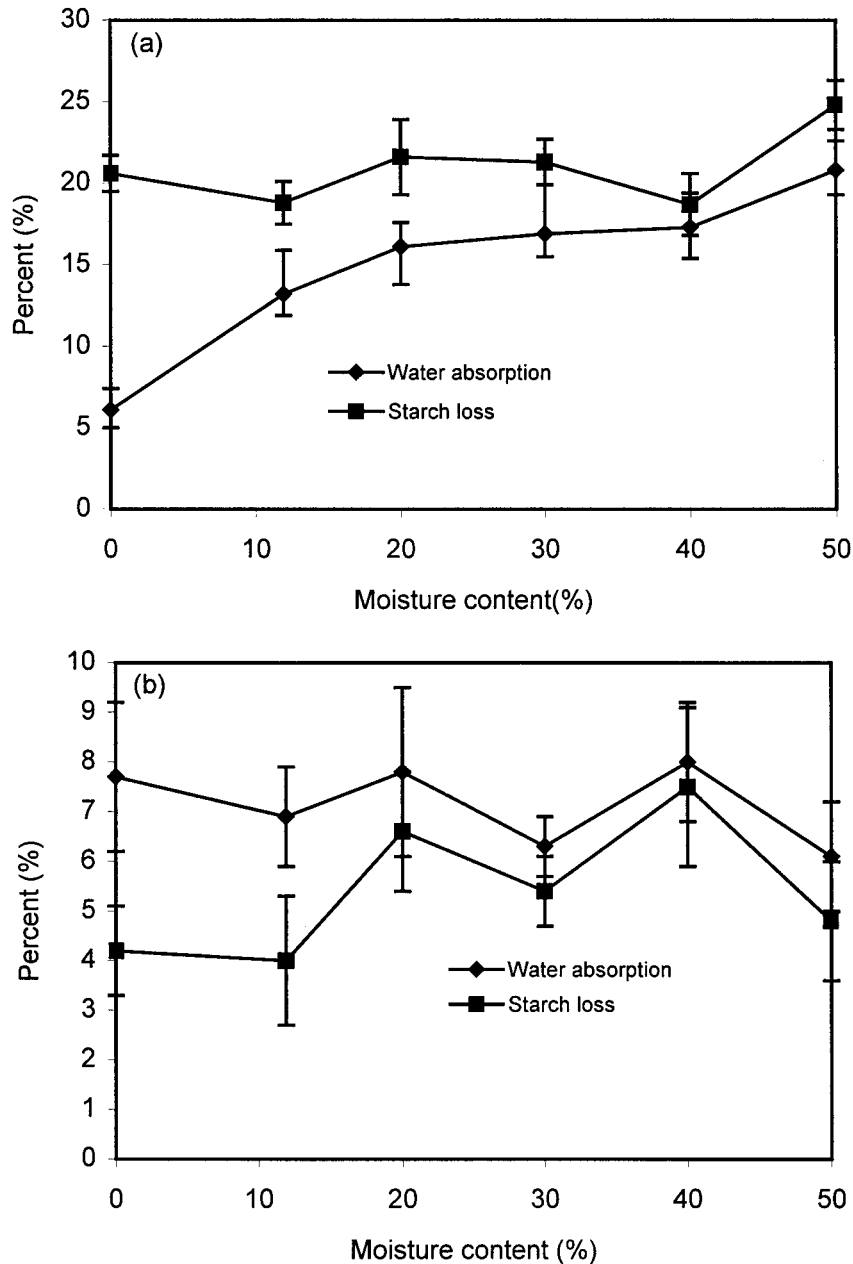 (a)
Percent (%)
30
25
20
15
10
5
0
Water absorption
Starch loss
0 10 20 30 40 50
Moisture content(%)
(b)
Percent (%)
10
9
8
7
6
5
4
3
2
1
0
Water absorption
Starch loss
0 10 20 30 40 50
Moisture content (%)